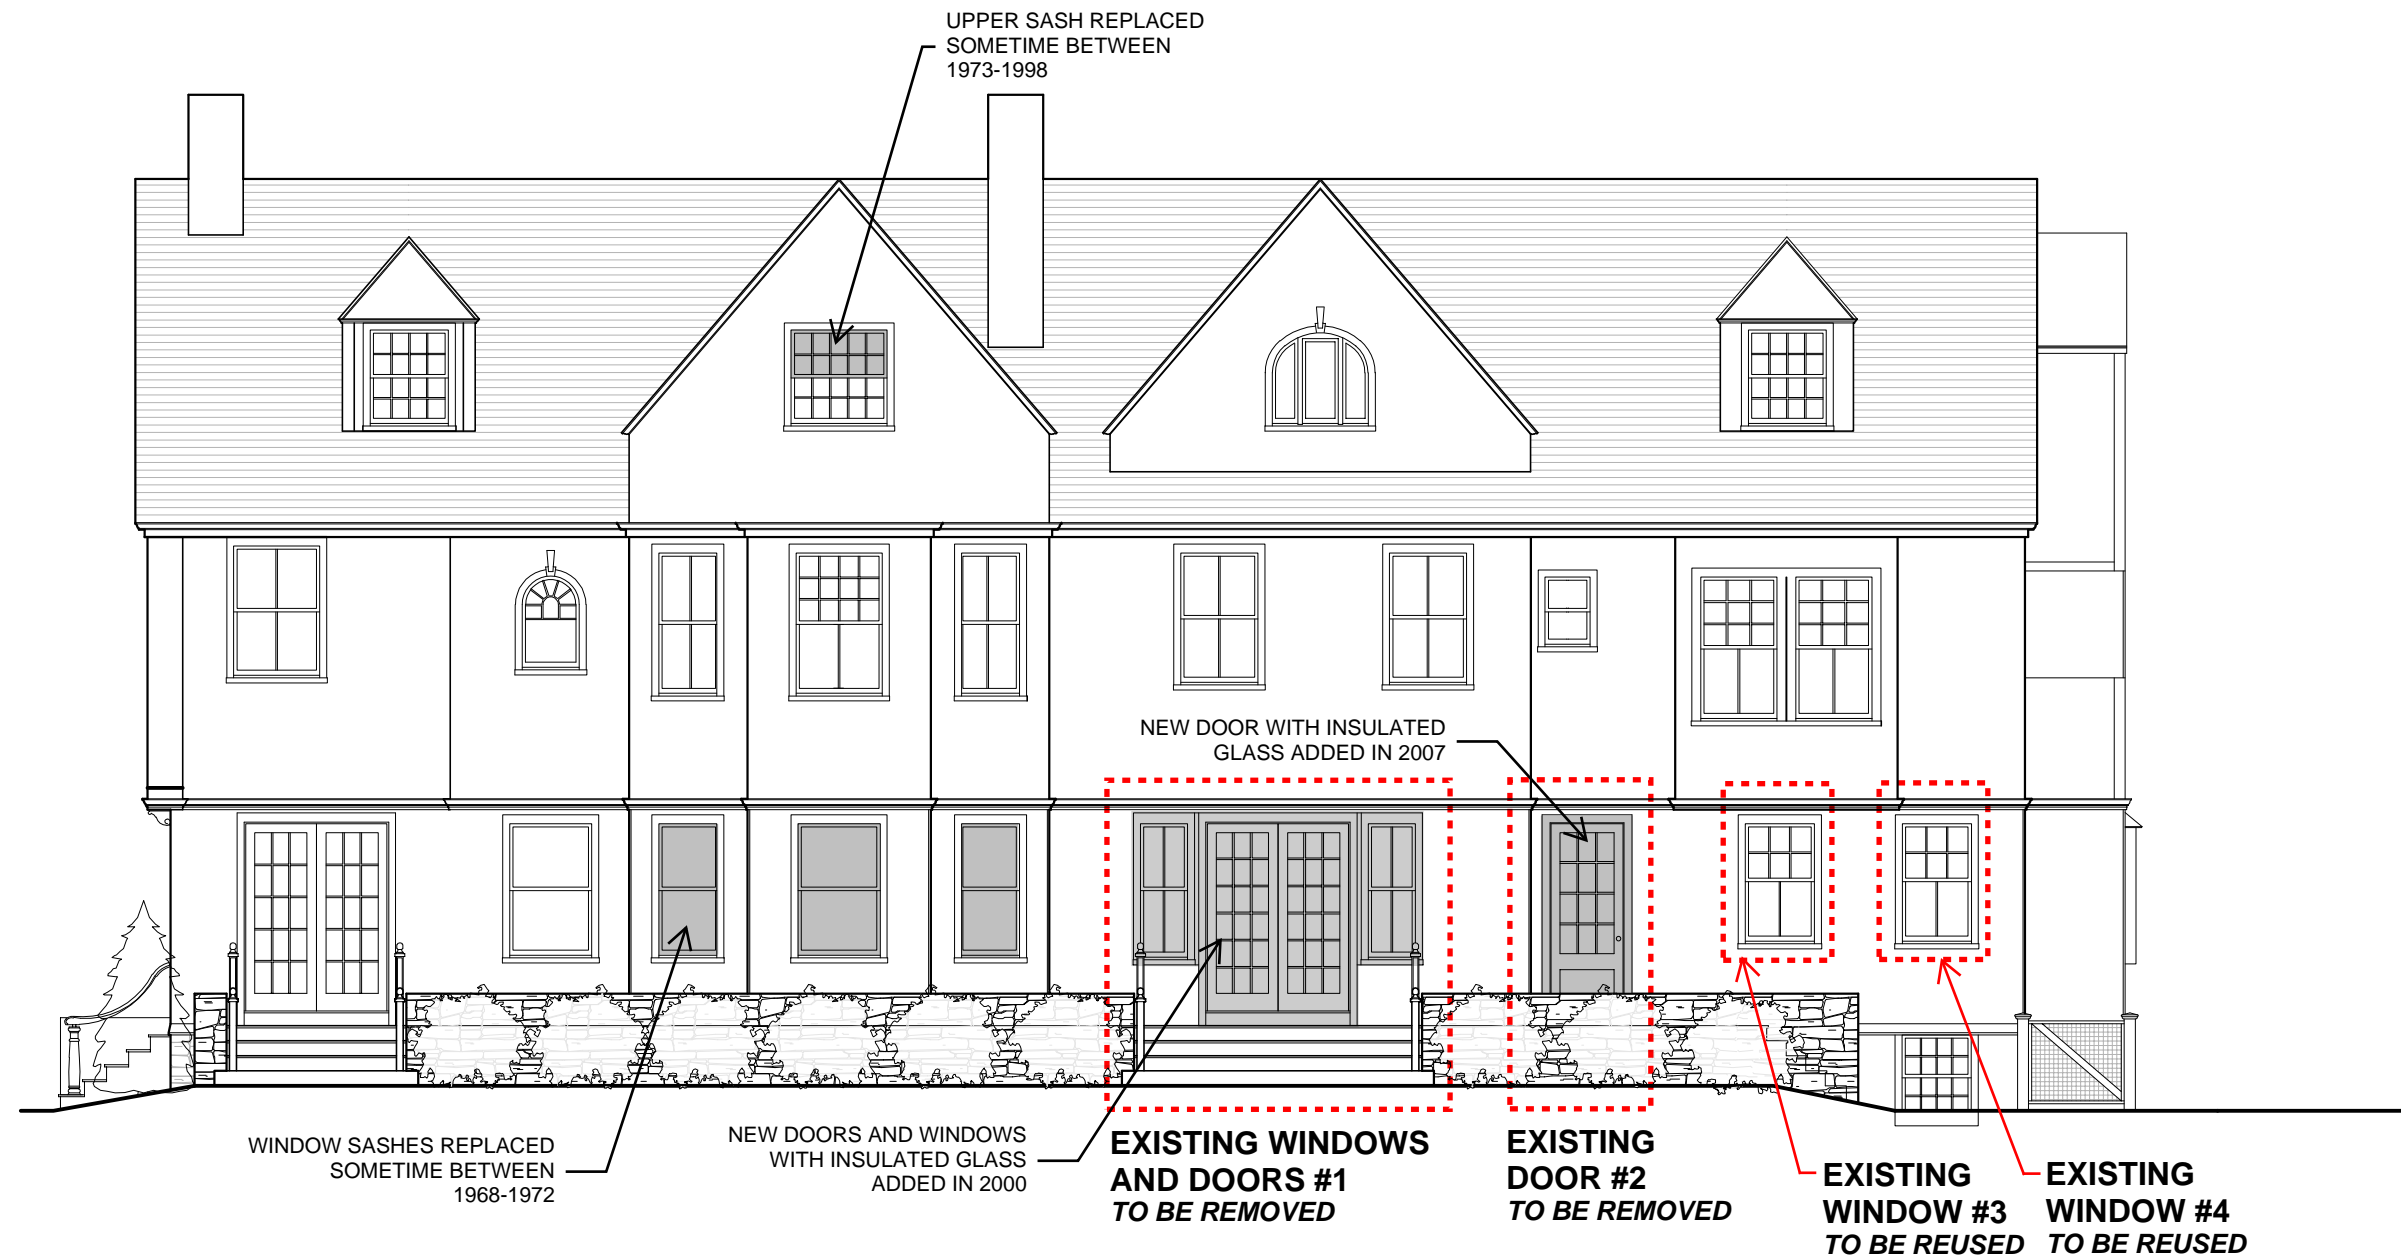 UPPER SASH REPLACED
SOMETIME BETWEEN
1973-1998
NEW DOOR WITH INSULATED
GLASS ADDED IN 2007
WINDOW SASHES REPLACED
SOMETIME BETWEEN
1968-1972
NEW DOORS AND WINDOWS
WITH INSULATED GLASS
ADDED IN 2000
EXISTING WINDOWS
AND DOORS #1
TO BE REMOVED
EXISTING
DOOR #2
TO BE REMOVED
EXISTING
WINDOW #3
TO BE REUSED
EXISTING
WINDOW #4
TO BE REUSED